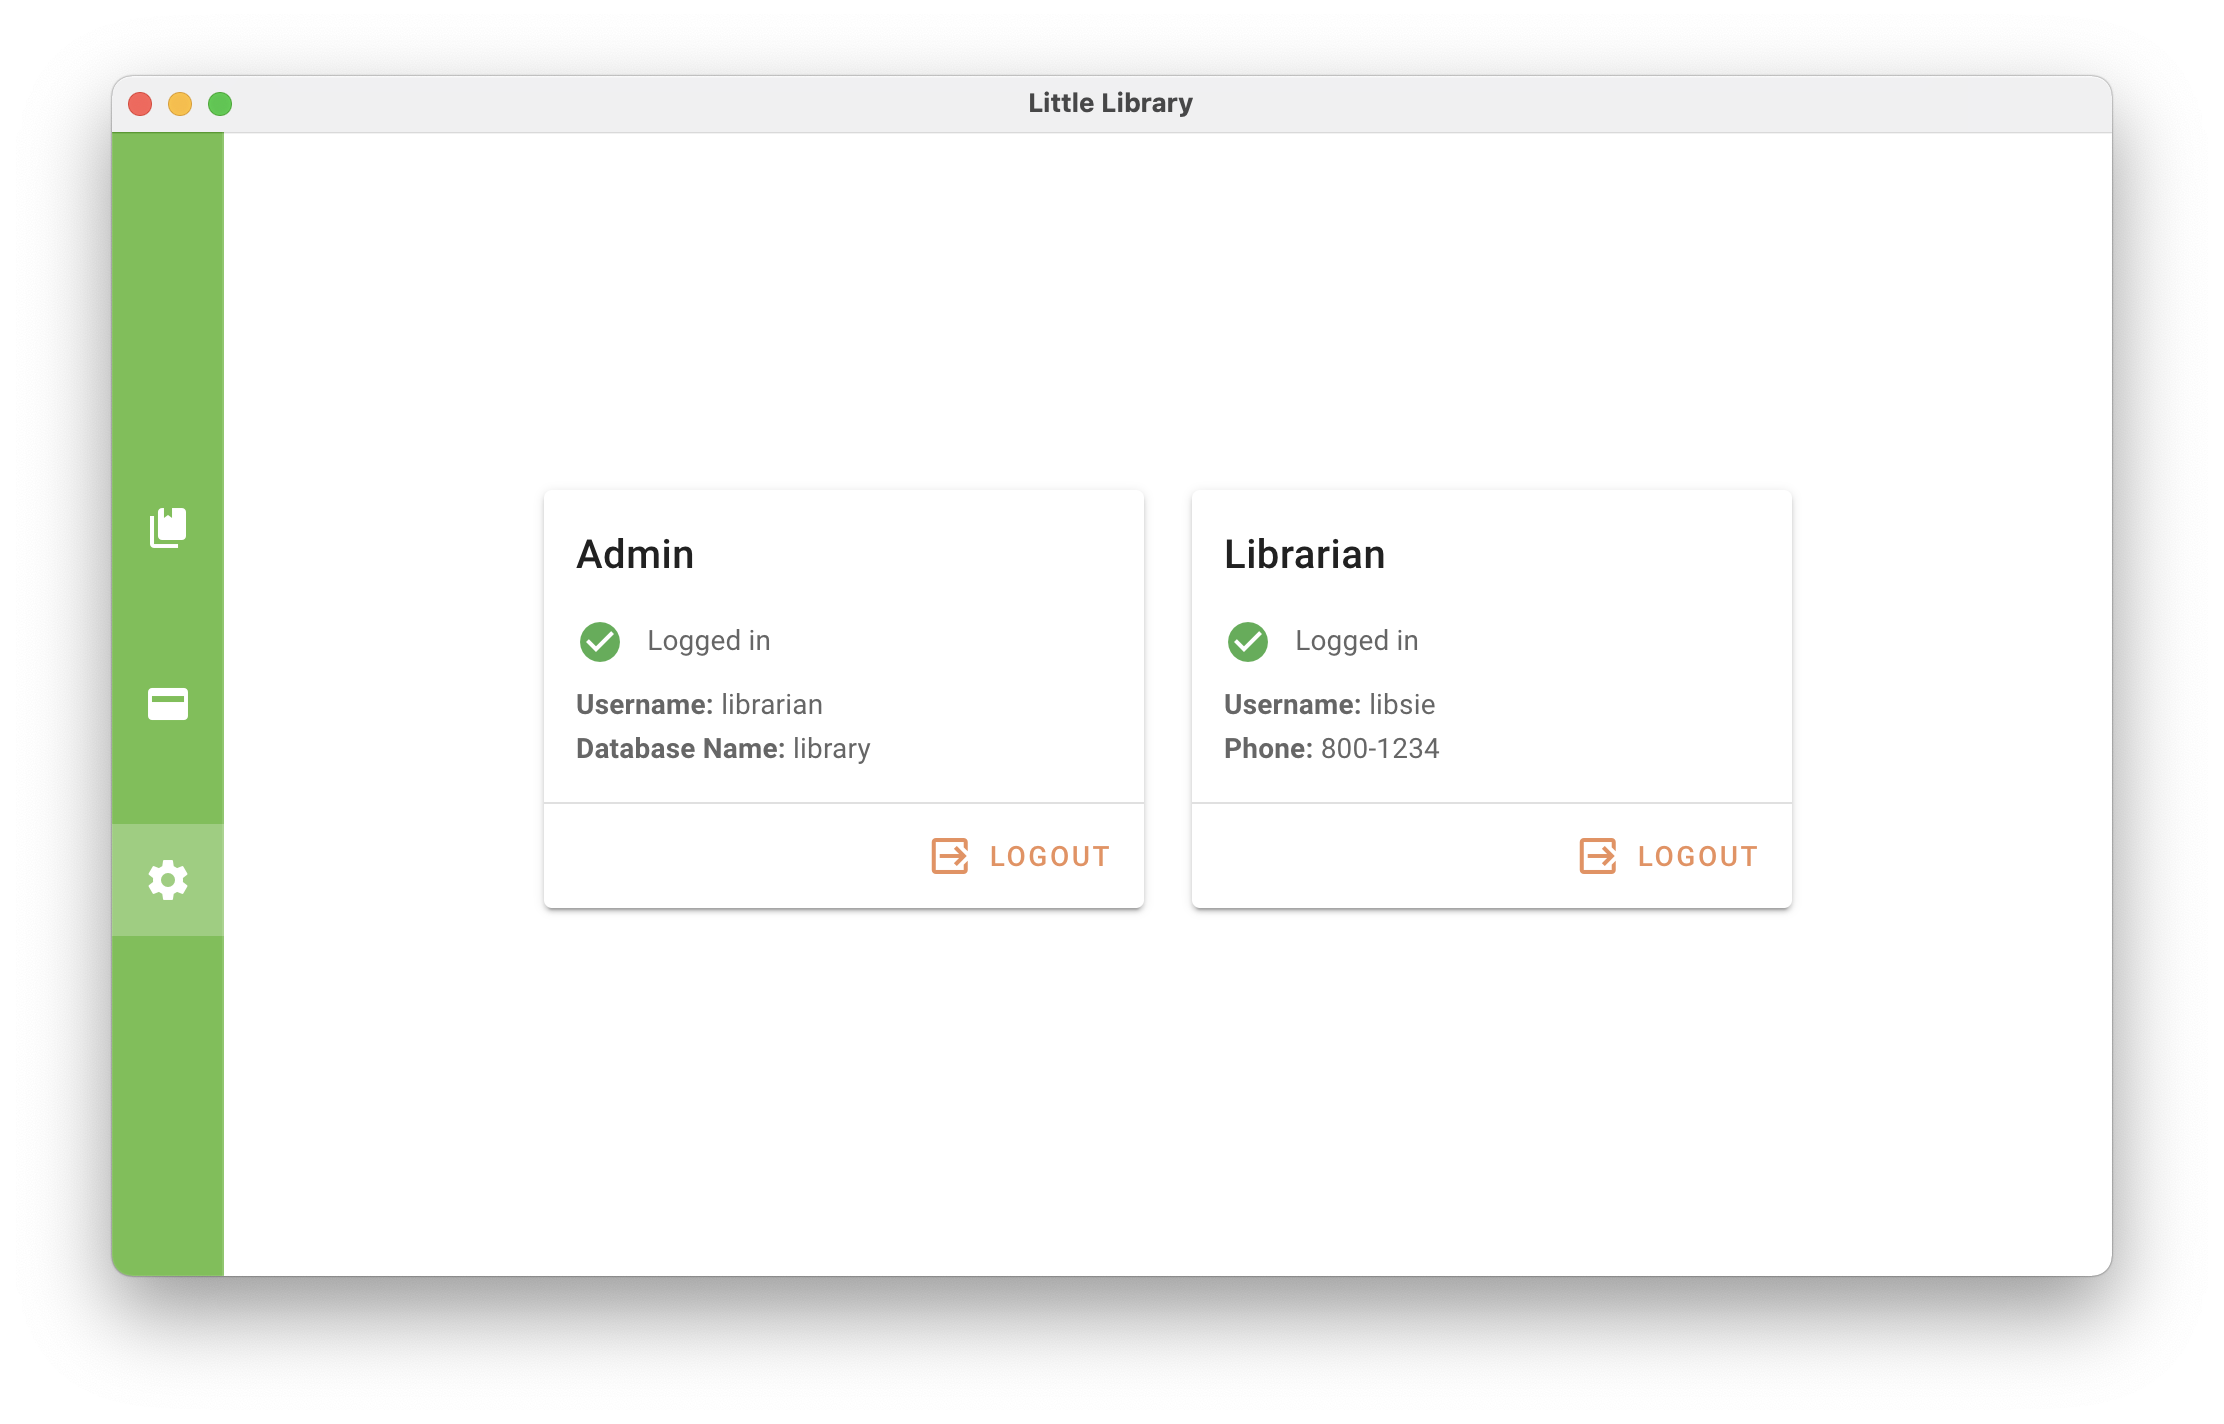 Little Library
Admin
Logged in
Username: librarian
Database Name: library
LOGOUT
Librarian
Logged in
Username: libsie
Phone: 800-1234
LOGOUT